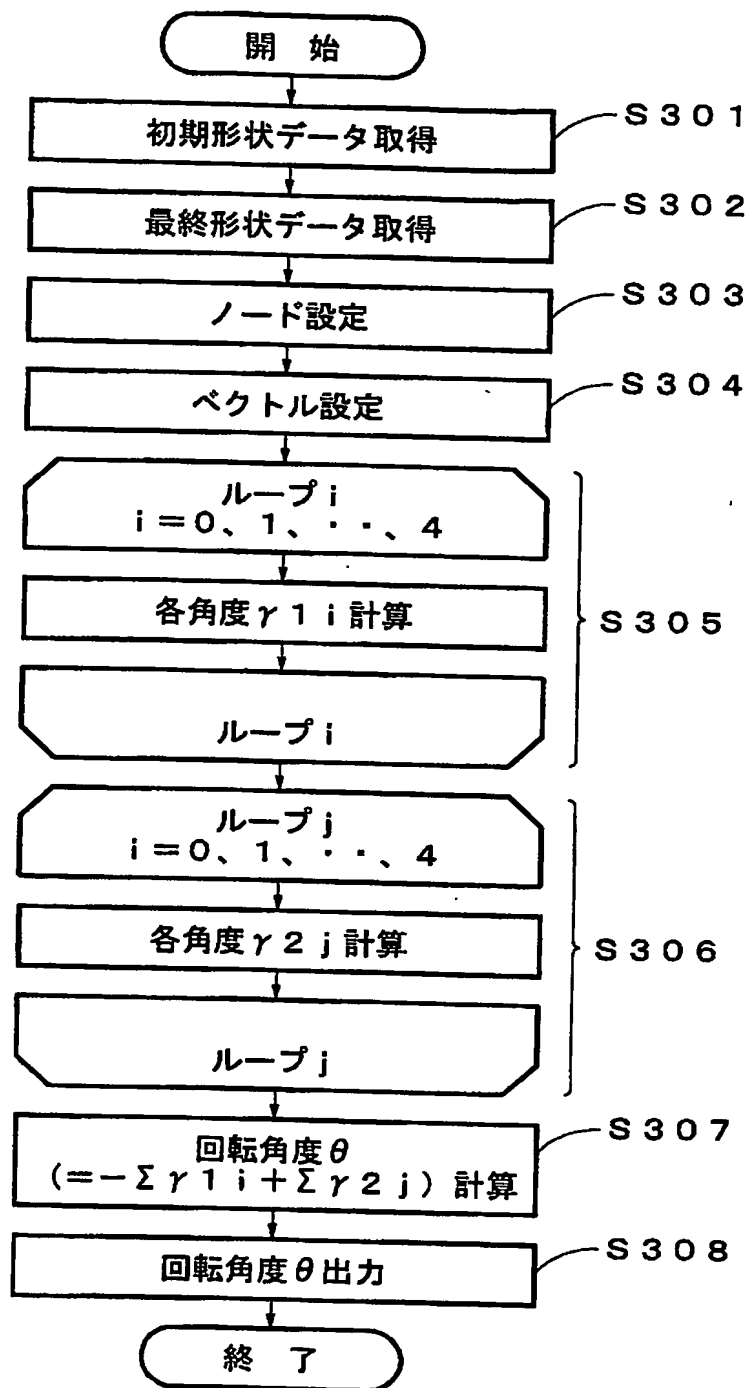 開 始
初期形状データ取得
S301
最終形状データ取得
S302
ノード設定
S303
ベクトル設定
S304
ループi
i=0、1、・・、4
各角度γ1i計算
S305
ループi
ループj
i=0、1、・・、4
各角度γ2j計算
S306
ループj
回転角度θ
(=-Σγ1i+Σγ2j)計算
S307
回転角度θ出力
S308
終 了